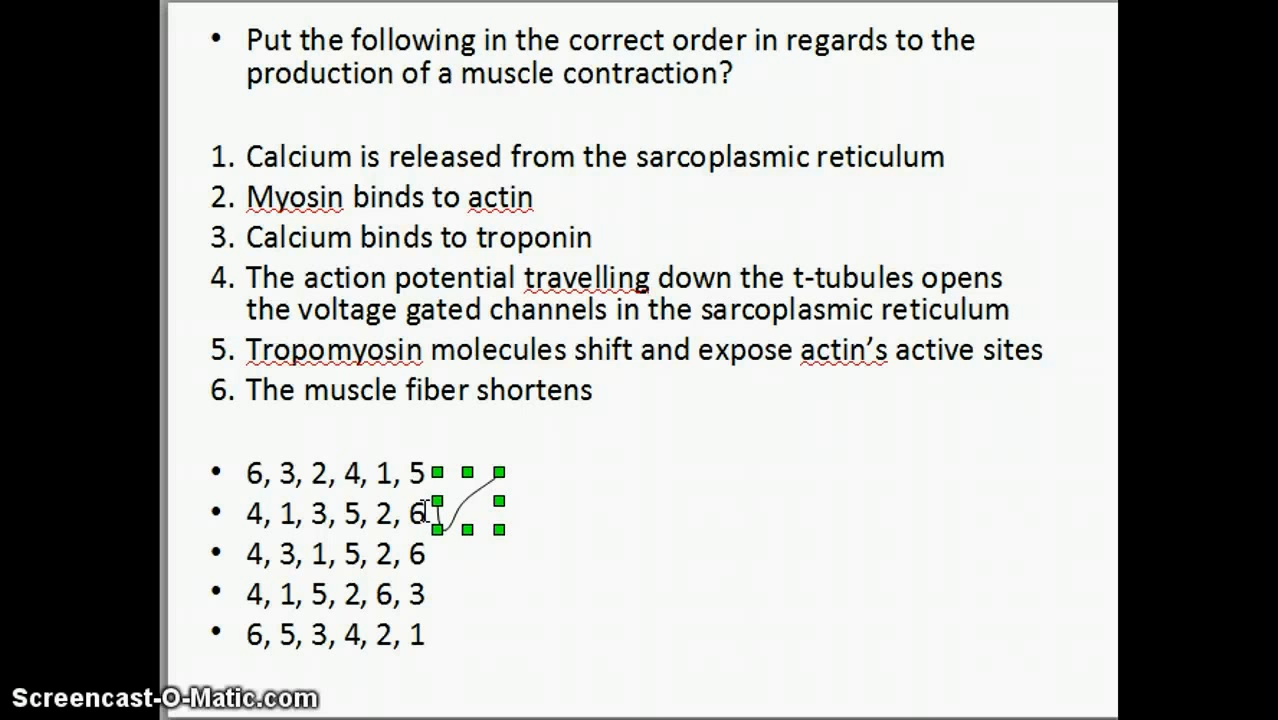 • Put the following in the correct order in regards to the
production of a muscle contraction?
1. Calcium is released from the sarcoplasmic reticulum
2. Myosin binds to actin
3. Calcium binds to troponin
4. The action potential travelling down the t-tubules opens
the voltage gated channels in the sarcoplasmic reticulum
5. Tropomyosin molecules shift and expose actin’s active sites
6. The muscle fiber shortens
• 6, 3, 2, 4, 1, 5
• 4, 1, 3, 5, 2, 6
• 4, 3, 1, 5, 2, 6
• 4, 1, 5, 2, 6, 3
• 6, 5, 3, 4, 2, 1
Screencast-O-Matic.com